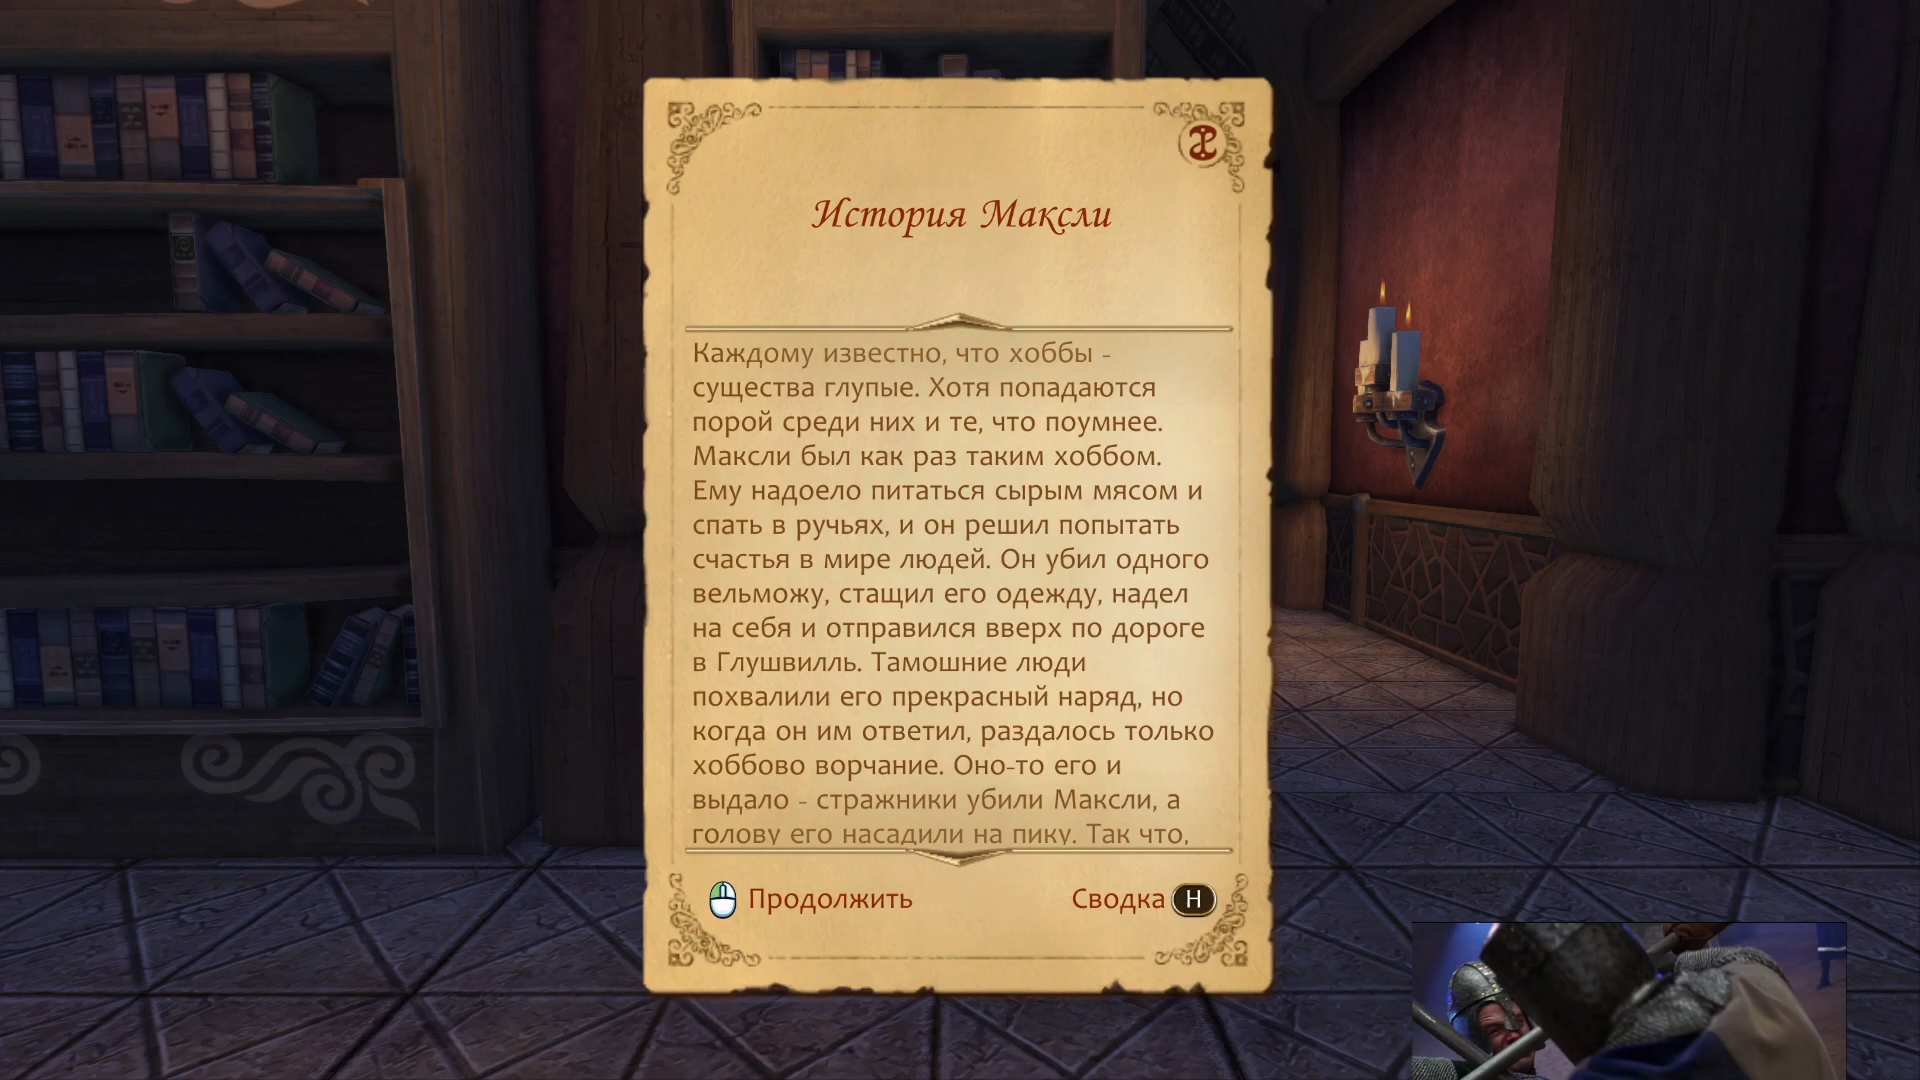 История Максли
Каждому известно, что хоббы -
существа глупые. Хотя попадаются
порой среди них и те, что поумнее.
Максли был как раз таким хоббом.
Ему надоело питаться сырым мясом и
спать в ручьях, и он решил попытать
счастья в мире людей. Он убил одного
вельможу, стащил его одежду, надел
на себя и отправился вверх по дороге
в Глушвилль. Тамошние люди
похвалили его прекрасный наряд, но
когда он им ответил, раздалось только
хоббово ворчание. Оно-то его и
выдало - стражники убили Максли, а
голову его насадили на пику. Так что,
Продолжить
Сводка H